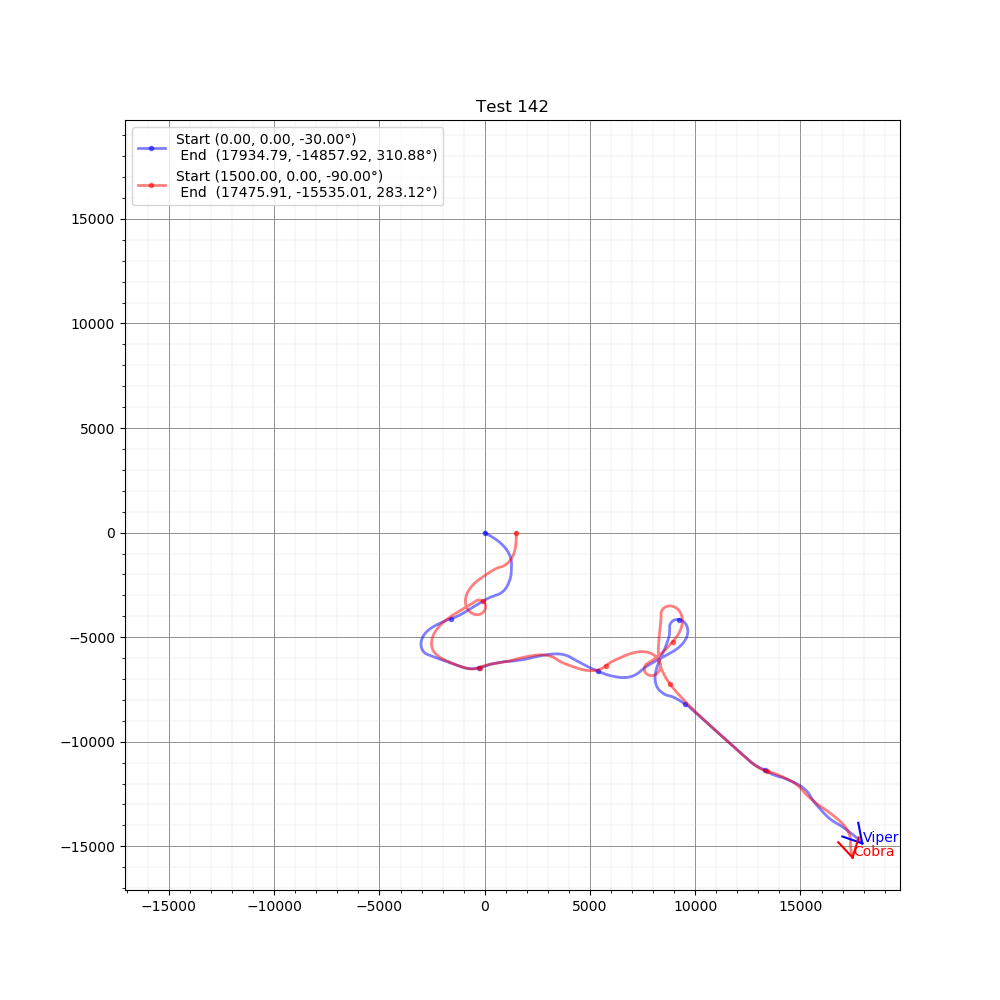 Test 142
Start (0.00, 0.00, -30.00°)
End  (17934.79, -14857.92, 310.88°)
Start (1500.00, 0.00, -90.00°)
End  (17475.91, -15535.01, 283.12°)
15000
10000
5000
0
−5000
−10000
−15000
Viper
Cobra
−15000
−10000
−5000
0
5000
10000
15000